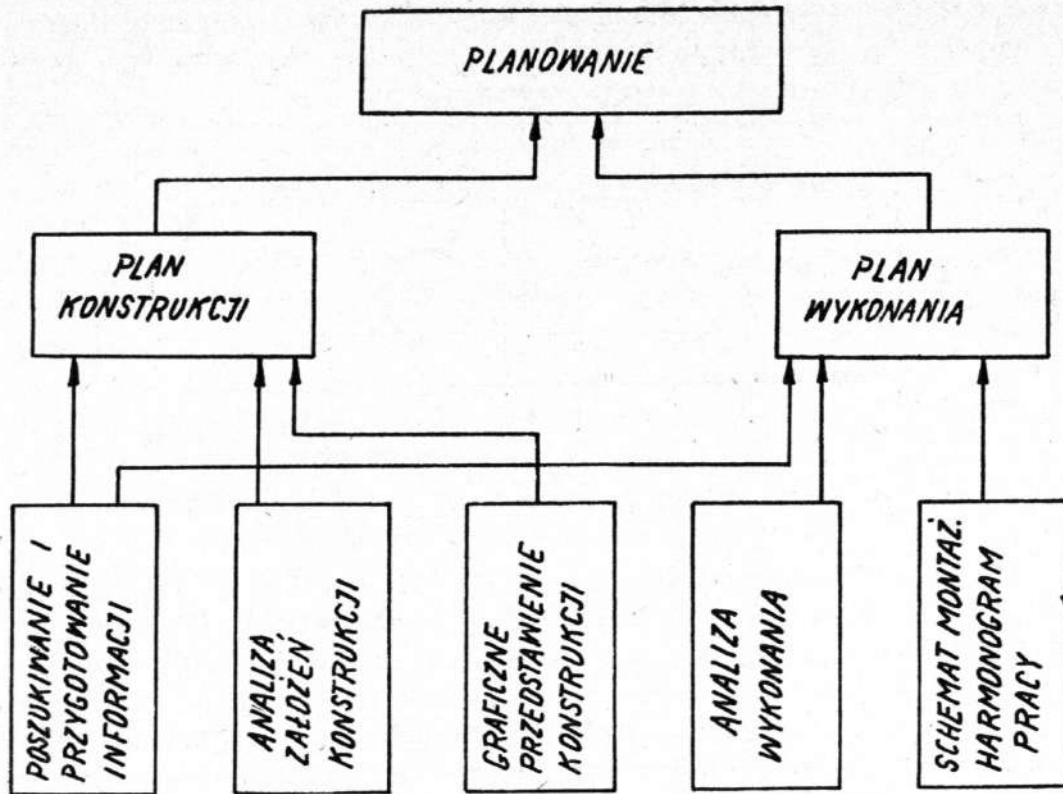 PLANOWANIE
PLAN
KONSTRUKCJI
PLAN
WYKONANIA
POSZUKIWANIE I
PRZYGOTOWANIE
INFORMACJI
ANALIZA
ZAŁOŻEŃ
KONSTRUKCJI
GRAFICZNE
PRZEDSTAWIENIE
KONSTRUKCJI
ANALIZA
WYKONANIA
SCHEMAT MONTAŻ.
HARMONOGRAM
PRACY